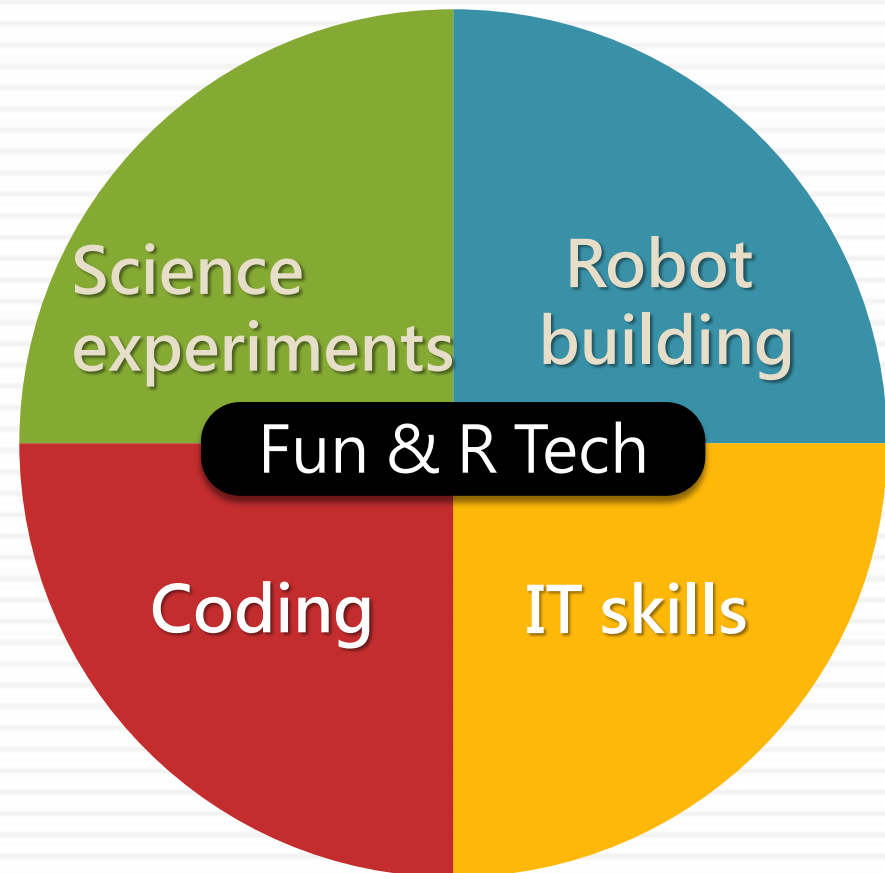 Science
experiments
Robot
building
Fun & R Tech
Coding
IT skills